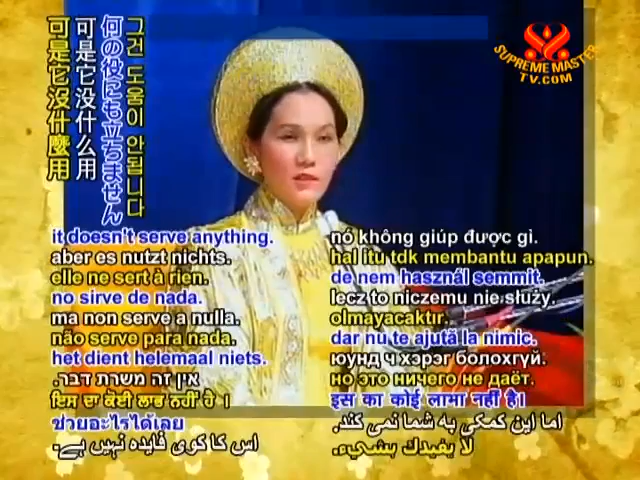 SUPREME MASTER
TV.COM
그건 도움이 안됩니다
何の役にも立ちません
可是它没什么用
可是它沒什麼用
it doesn't serve anything.
aber es nutzt nichts.
elle ne sert à rien.
no sirve de nada.
ma non serve a nulla.
não serve para nada.
het dient helemaal niets.
אין זה משרת דבר.
ਇਸ ਦਾ ਕੋਈ ਲਾਭ ਨਹੀਂ ਹੈ ।
ช่วยอะไรไม่ได้เลย
اس کا کوی فایدہ نہیں ہے.
nó không giúp được gì.
hal itu tdk membantu apapun.
de nem használ semmit.
lecz to niczemu nie służy.
olmayacaktır.
dar nu te ajută la nimic.
юунд ч хэрэг болохгүй.
но это ничего не даёт.
इस का कोई लाभ नहीं है।
اما این کمکی به شما نمی کند.
لا يفيدك بشيء.